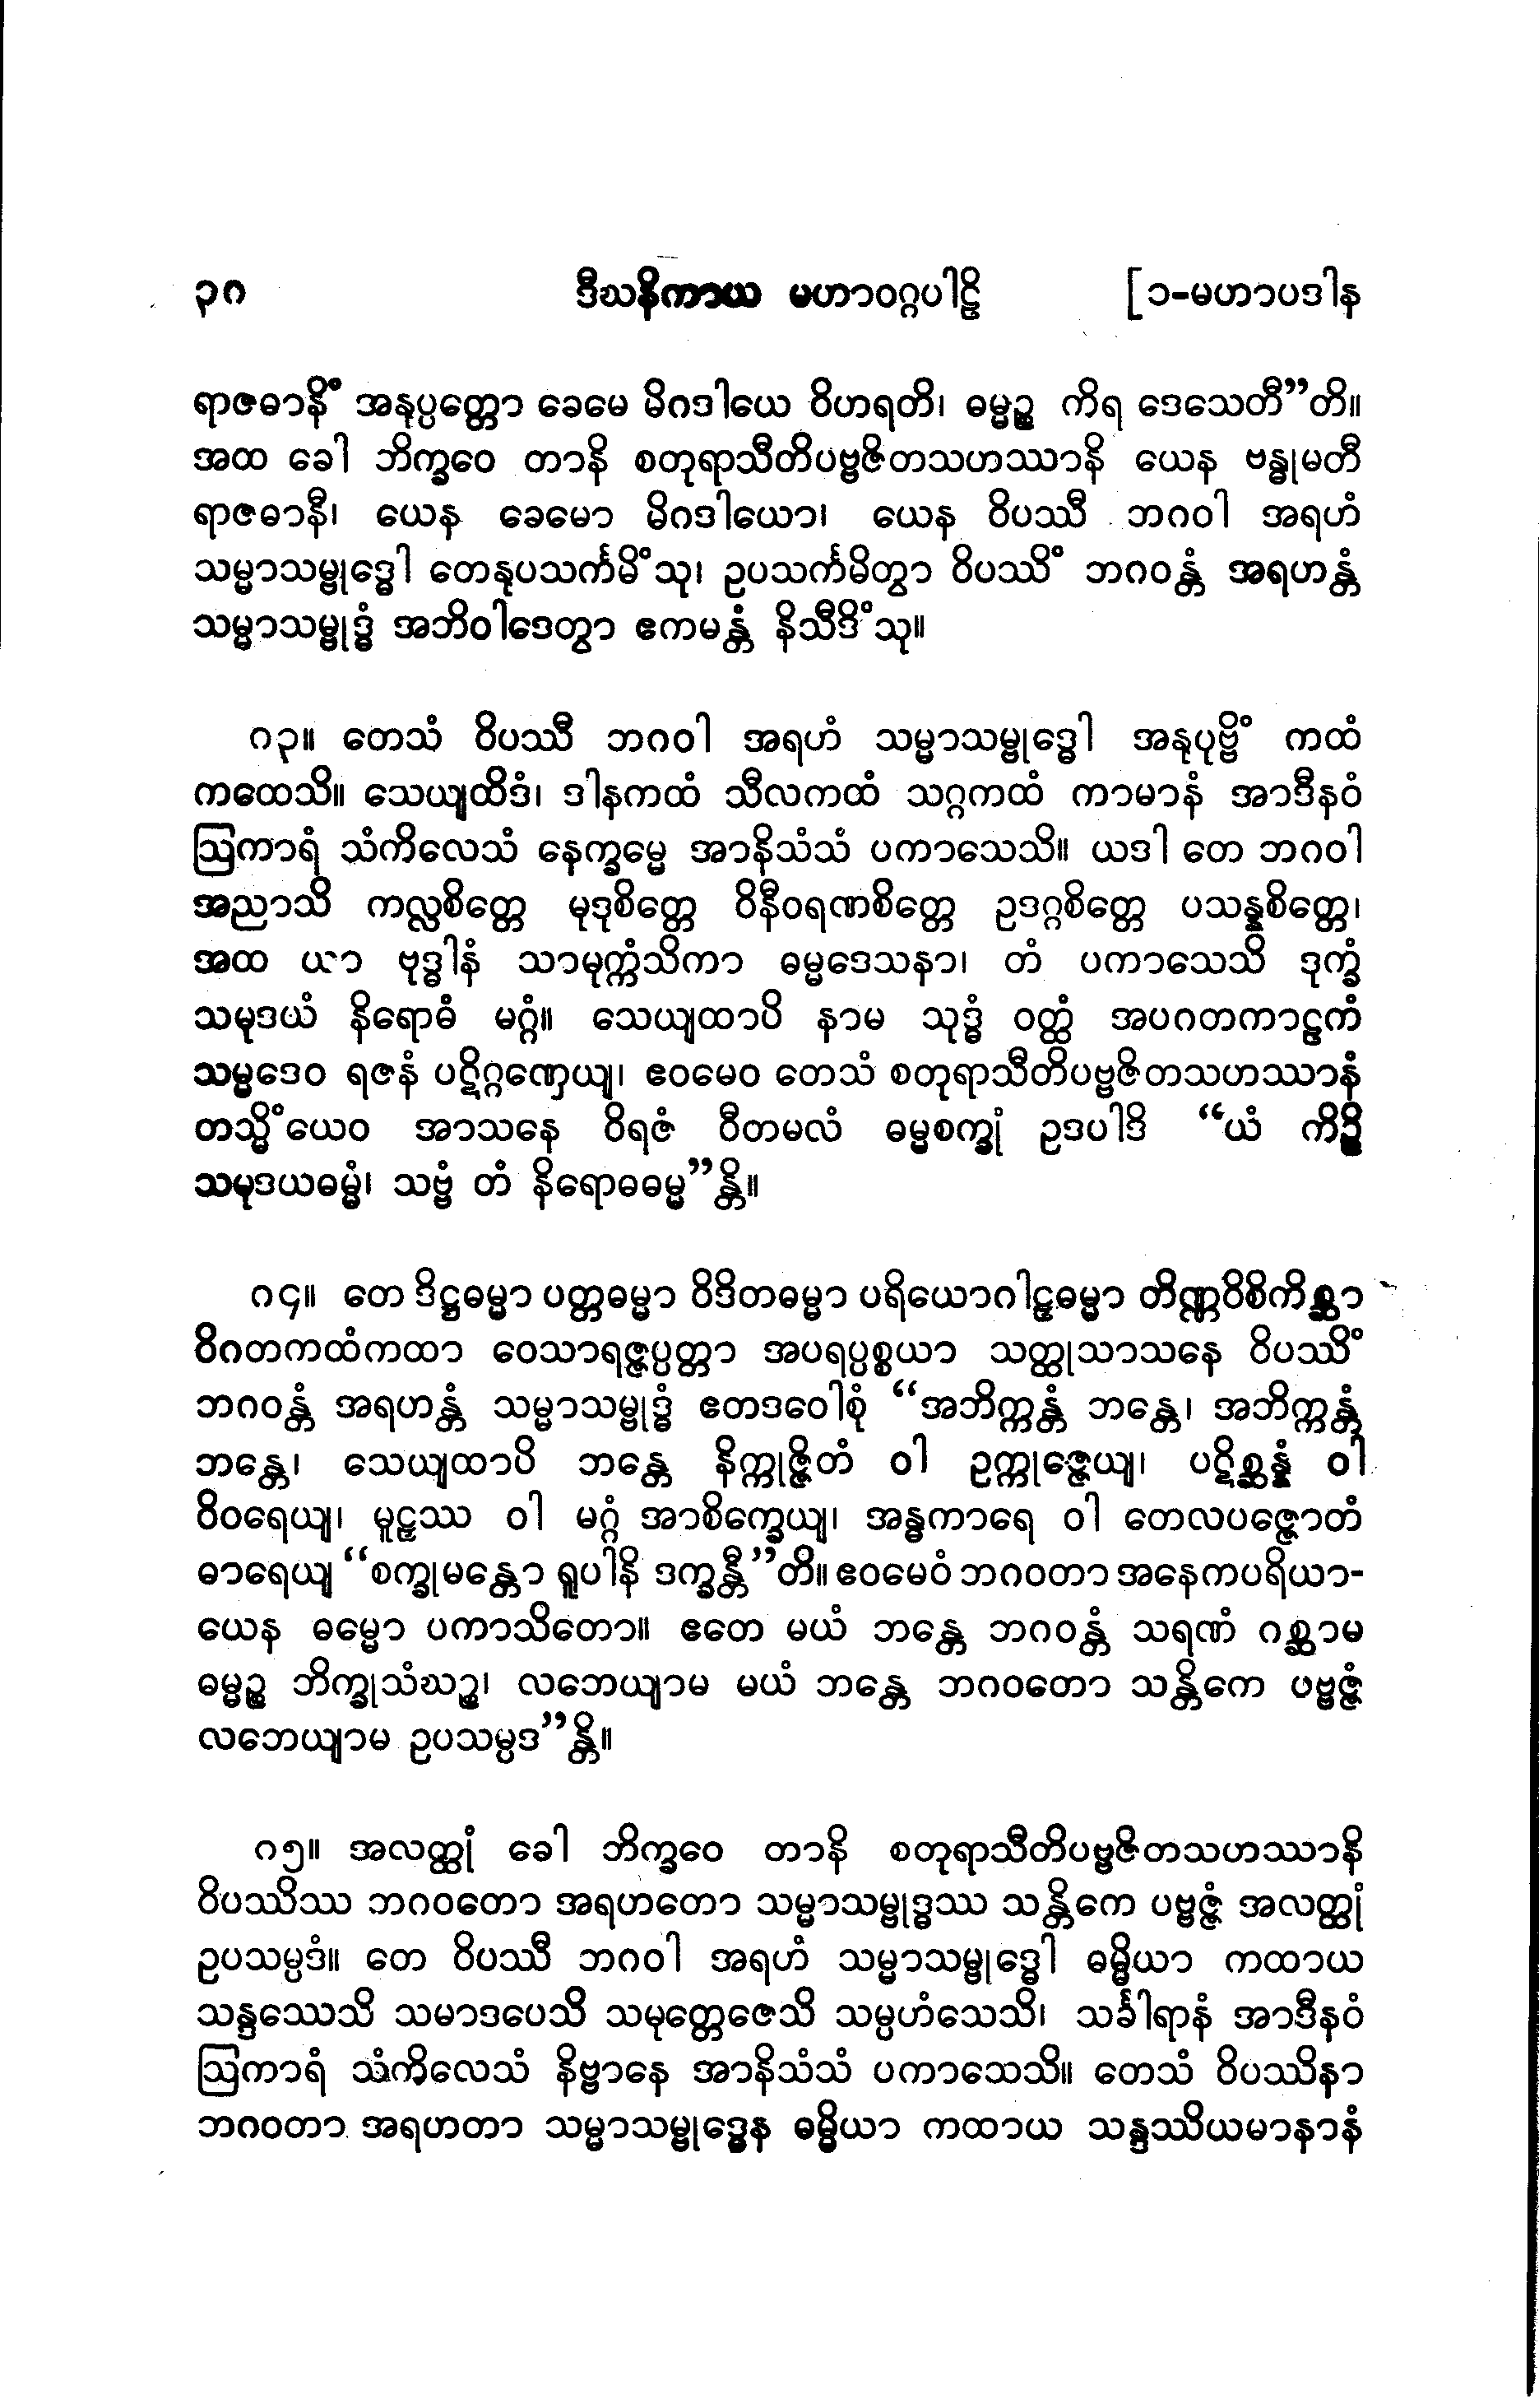 ၃၈ ဒီဃနိကာယ မဟာဝဂ္ဂပါဠိ [၁-မဟာပဒါန
ရာဇဓာနိံ အနုပ္ပတ္တော ခေမေ မိဂဒါယေ ဝိဟရတိ၊ ဓမ္မဉ္စ ကိရ ဒေသေတီ”တိ။
အထ ခေါ ဘိက္ခဝေ တာနိ စတုရာသီတိပဗ္ဗဇိတသဟဿာနိ ယေန ဗန္ဓုမတီ
ရာဇဓာနီ၊ ယေန ခေမော မိဂဒါယော၊ ယေန ဝိပဿီ ဘဂဝါ အရဟံ
သမ္မာသမ္ဗုဒ္ဓေါ တေနုပသင်္ကမိံသု၊ ဥပသင်္ကမိတွာ ဝိပဿိံ ဘဂဝန္တံ အရဟန္တံ
သမ္မာသမ္ဗုဒ္ဓံ အဘိဝါဒေတွာ ဧကမန္တံ နိသီဒိံသု။
၈၃။ တေသံ ဝိပဿီ ဘဂဝါ အရဟံ သမ္မာသမ္ဗုဒ္ဓေါ အနုပုဗ္ဗိံ ကထံ
ကထေသိ။ သေယျထိဒံ၊ ဒါနကထံ သီလကထံ သဂ္ဂကထံ ကာမာနံ အာဒီနဝံ
ဩကာရံ သံကိလေသံ နေက္ခမ္မေ အာနိသံသံ ပကာသေသိ။ ယဒါ တေ ဘဂဝါ
အညာသိ ကလ္လစိတ္တေ မုဒုစိတ္တေ ဝိနီဝရဏစိတ္တေ ဥဒဂ္ဂစိတ္တေ ပသန္နစိတ္တေ၊
အထ ယာ ဗုဒ္ဓါနံ သာမုက္ကံသိကာ ဓမ္မဒေသနာ၊ တံ ပကာသေသိ ဒုက္ခံ
သမုဒယံ နိရောဓံ မဂ္ဂံ။ သေယျထာပိ နာမ သုဒ္ဓံ ဝတ္ထံ အပဂတကာဠကံ
သမ္မဒေဝ ရဇနံ ပဋိဂ္ဂဏှေယျ၊ ဧဝမေဝ တေသံ စတုရာသီတိပဗ္ဗဇိတသဟဿာနံ
တသ္မိံယေဝ အာသနေ ဝိရဇံ ဝီတမလံ ဓမ္မစက္ခုံ ဥဒပါဒိ “ယံ ကိဉ္စိ
သမုဒယဓမ္မံ၊ သဗ္ဗံ တံ နိရောဓဓမ္မ”န္တိ။
၈၄။ တေ ဒိဋ္ဌဓမ္မာ ပတ္တဓမ္မာ ဝိဒိတဓမ္မာ ပရိယောဂါဠှဓမ္မာ တိဏ္ဏဝိစိကိစ္ဆာ
ဝိဂတကထံကထာ ဝေသာရဇ္ဇပ္ပတ္တာ အပရပ္ပစ္စယာ သတ္ထုသာသနေ ဝိပဿိံ
ဘဂဝန္တံ အရဟန္တံ သမ္မာသမ္ဗုဒ္ဓံ ဧတဒဝေါစုံ “အဘိက္ကန္တံ ဘန္တေ၊ အဘိက္ကန္တံ
ဘန္တေ၊ သေယျထာပိ ဘန္တေ နိက္ကုဇ္ဇိတံ ဝါ ဥက္ကုဇ္ဇေယျ၊ ပဋိစ္ဆန္နံ ဝါ
ဝိဝရေယျ၊ မူဠှဿ ဝါ မဂ္ဂံ အာစိက္ခေယျ၊ အန္ဓကာရေ ဝါ တေလပဇ္ဇောတံ
ဓာရေယျ “စက္ခုမန္တော ရူပါနိ ဒက္ခန္တီ”တိ။ ဧဝမေဝံ ဘဂဝတာ အနေကပရိယာ-
ယေန ဓမ္မော ပကာသိတော။ ဧတေ မယံ ဘန္တေ ဘဂဝန္တံ သရဏံ ဂစ္ဆာမ
ဓမ္မဉ္စ ဘိက္ခုသံဃဉ္စ၊ လဘေယျာမ မယံ ဘန္တေ ဘဂဝတော သန္တိကေ ပဗ္ဗဇ္ဇံ
လဘေယျာမ ဥပသမ္ပဒ”န္တိ။
၈၅။ အလတ္ထုံ ခေါ ဘိက္ခဝေ တာနိ စတုရာသီတိပဗ္ဗဇိတသဟဿာနိ
ဝိပဿိဿ ဘဂဝတော အရဟတော သမ္မာသမ္ဗုဒ္ဓဿ သန္တိကေ ပဗ္ဗဇ္ဇံ အလတ္ထုံ
ဥပသမ္ပဒံ။ တေ ဝိပဿီ ဘဂဝါ အရဟံ သမ္မာသမ္ဗုဒ္ဓေါ ဓမ္မိယာ ကထာယ
သန္ဒဿေသိ သမာဒပေသိ သမုတ္တေဇေသိ သမ္ပဟံသေသိ၊ သင်္ခါရာနံ အာဒီနဝံ
ဩကာရံ သံကိလေသံ နိဗ္ဗာနေ အာနိသံသံ ပကာသေသိ။ တေသံ ဝိပဿိနာ
ဘဂဝတာ အရဟတာ သမ္မာသမ္ဗုဒ္ဓေန ဓမ္မိယာ ကထာယ သန္ဒဿိယမာနာနံ